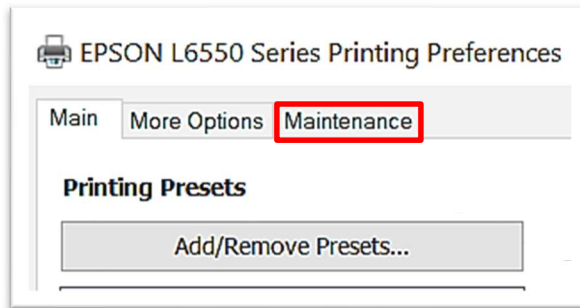 EPSON L6550 Series Printing Preferences
Main
More Options
Maintenance
Printing Presets
Add/Remove Presets...